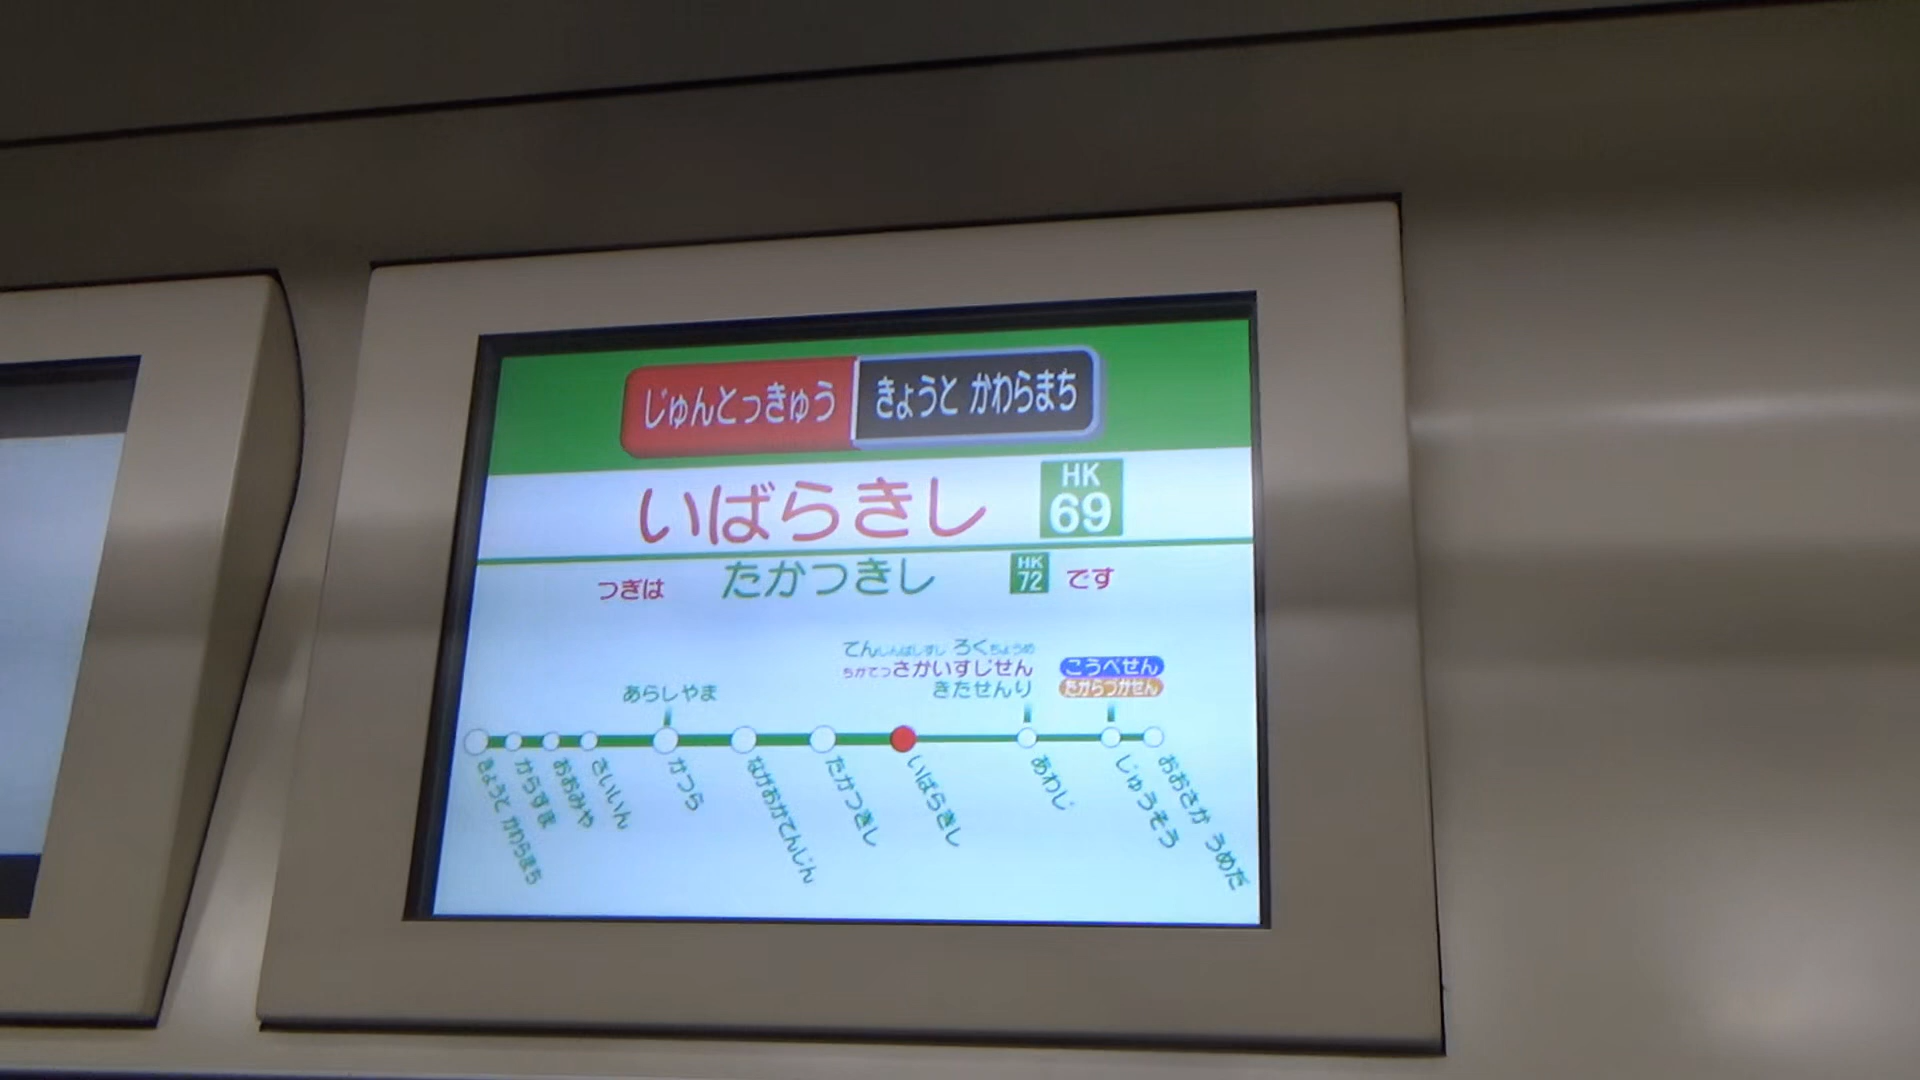 じゅんとっきゅう きょうと かわらまち
いばらきし HK 69
つぎは たかつきし HK 72 です
てんじんばしすじ ろくちょうめ
ちかてつさかいすじせん
きたせんり
こうべせん
たからづかせん
あらしやま
きょうと かわらまち
からすま
おおみや
さいいん
かつら
ながおかてんじん
たかつきし
いばらきし
あわじ
じゅうそう
おおさか うめだ